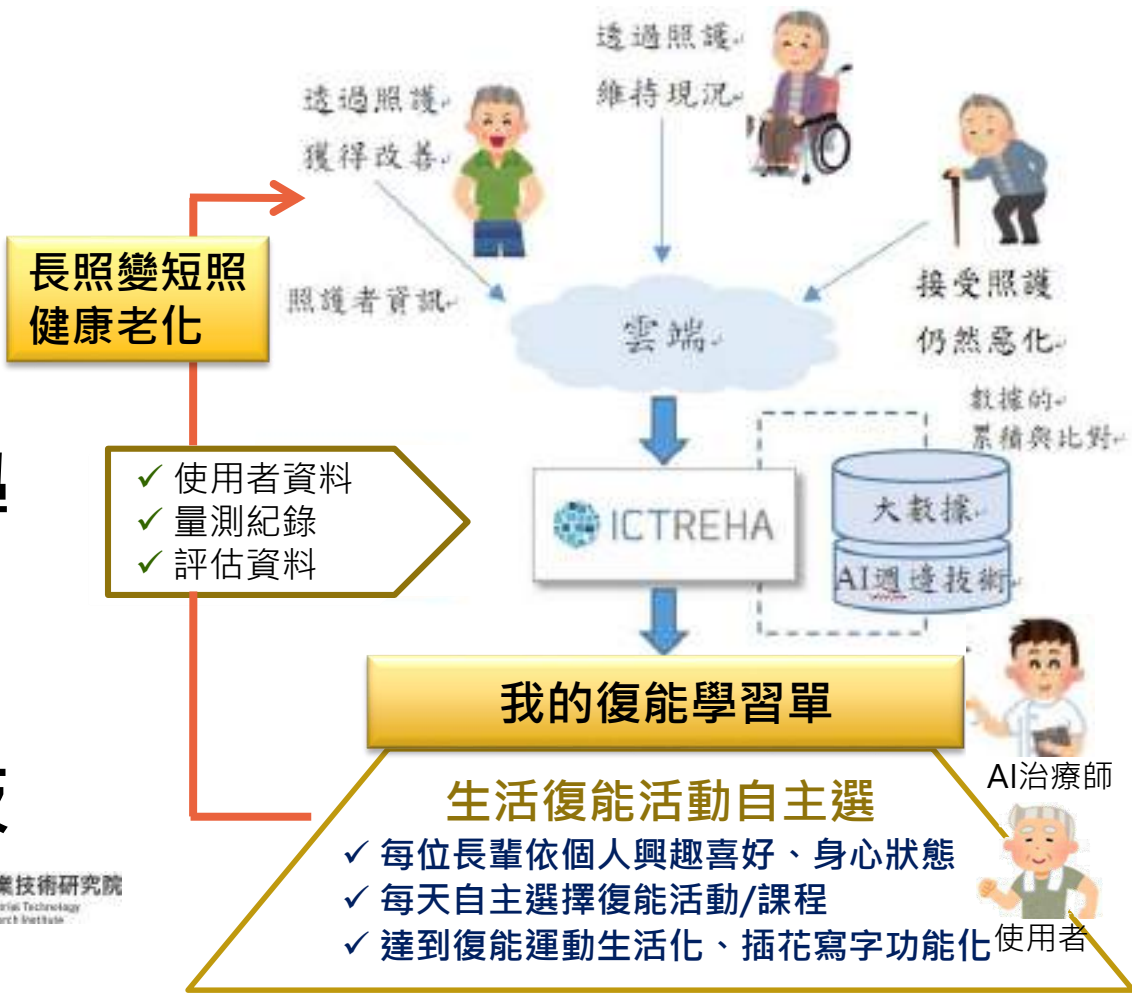 透過照護
維持現況
透過照護
獲得改善
長照變短照
健康老化
照護者資訊
雲端
接受照護
仍然惡化
數據的
累積與比對
✓ 使用者資料
✓ 量測紀錄
✓ 評估資料
ICTREHA
大數據
AI週邊技術
我的復能學習單
AI治療師
生活復能活動自主選
✓ 每位長輩依個人興趣喜好、身心狀態
✓ 每天自主選擇復能活動/課程
✓ 達到復能運動生活化、插花寫字功能化
使用者
業技術研究院